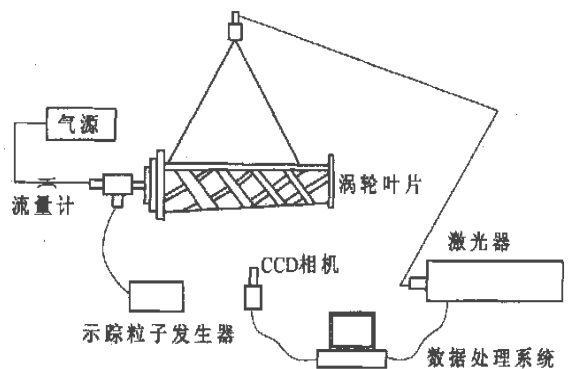 气源
流量计
涡轮叶片
激光器
CCD相机
示踪粒子发生器
数据处理系统